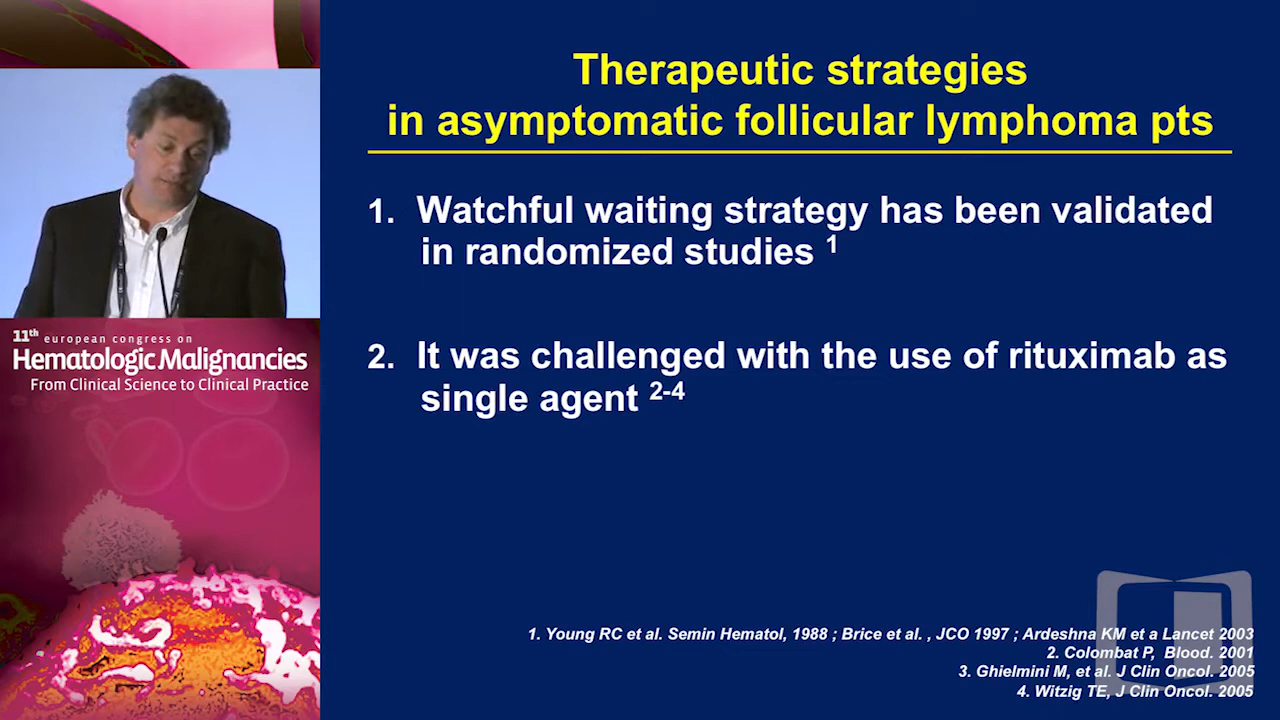 Therapeutic strategies
in asymptomatic follicular lymphoma pts
1. Watchful waiting strategy has been validated
in randomized studies 1
2. It was challenged with the use of rituximab as
single agent 2-4
11th european congress on
Hematologic Malignancies
From Clinical Science to Clinical Practice
1. Young RC et al. Semin Hematol, 1988 ; Brice et al. , JCO 1997 ; Ardeshna KM et a Lancet 2003
2. Colombat P, Blood. 2001
3. Ghielmini M, et al. J Clin Oncol. 2005
4. Witzig TE, J Clin Oncol. 2005